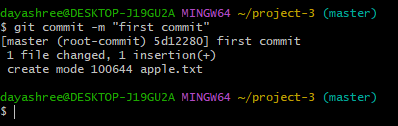 dayashree@DESKTOP-J19GU2A MINGW64 ~/project-3 (master)
$ git commit -m "first commit"
[master (root-commit) 5d12280] first commit
 1 file changed, 1 insertion(+)
 create mode 100644 apple.txt

dayashree@DESKTOP-J19GU2A MINGW64 ~/project-3 (master)
$